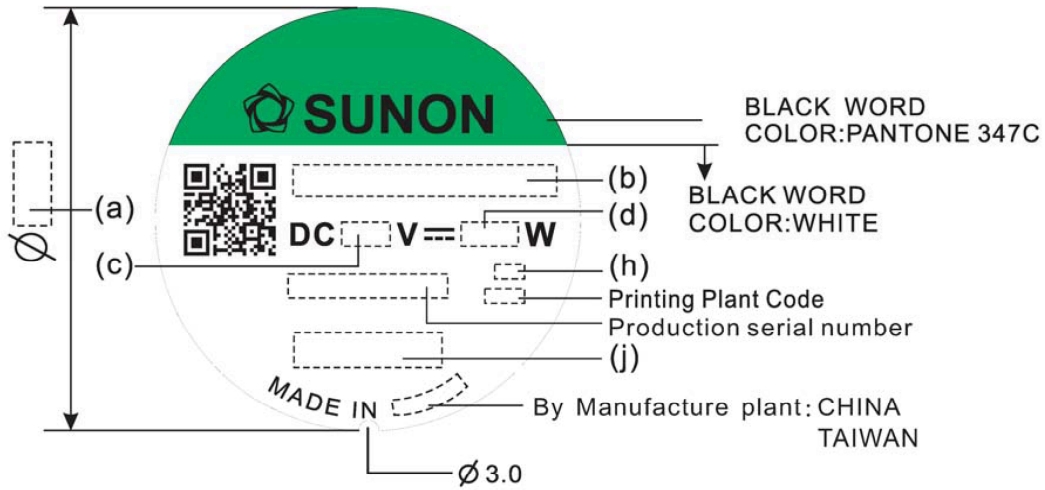 SUNON
BLACK WORD
COLOR:PANTONE 347C
(b)
BLACK WORD
COLOR:WHITE
(a)
(d)
DC V⎓ W
Ø
(c)
(h)
Printing Plant Code
Production serial number
(j)
MADE IN
By Manufacture plant: CHINA
TAIWAN
Ø3.0